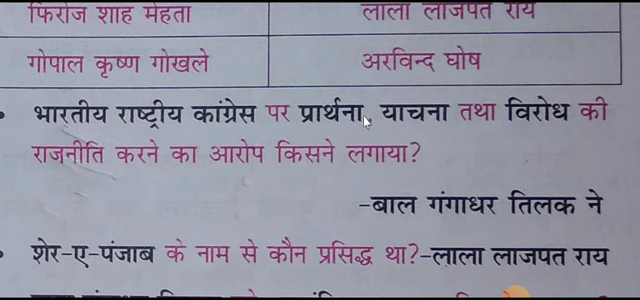 फिरोज शाह मेहता लाला लाजपत राय
गोपाल कृष्ण गोखले अरविन्द घोष
भारतीय राष्ट्रीय कांग्रेस पर प्रार्थना, याचना तथा विरोध की
राजनीति करने का आरोप किसने लगाया?
-बाल गंगाधर तिलक ने
शेर-ए-पंजाब के नाम से कौन प्रसिद्ध था?-लाला लाजपत राय